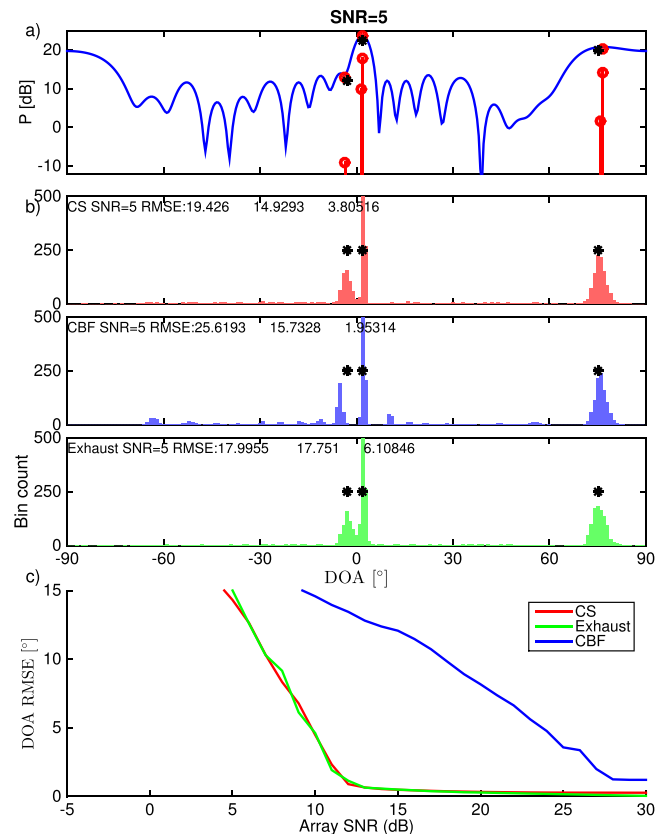 SNR=5
a)
P [dB]
20
10
0
-10
b)
CS SNR=5 RMSE:19.426 14.9293 3.80516
500
250
0
CBF SNR=5 RMSE:25.6193 15.7328 1.95314
500
250
0
Exhaust SNR=5 RMSE:17.9955 17.751 6.10846
500
250
0
Bin count
-90 -60 -30 0 30 60 90
DOA [°]
c)
DOA RMSE [°]
15
10
5
0
CS
Exhaust
CBF
-5 0 5 10 15 20 25 30
Array SNR (dB)